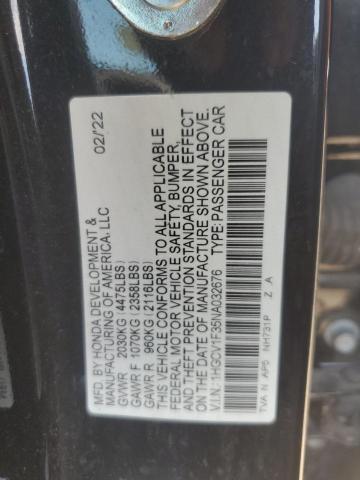 MFD. BY HONDA DEVELOPMENT & 02/'22
MANUFACTURING OF AMERICA, LLC
GVWR 2030KG (4475LBS)
GAWR F 1070KG (2358LBS)
GAWR R 960KG (2116LBS)
THIS VEHICLE CONFORMS TO ALL APPLICABLE
FEDERAL MOTOR VEHICLE SAFETY, BUMPER,
AND THEFT PREVENTION STANDARDS IN EFFECT
ON THE DATE OF MANUFACTURE SHOWN ABOVE.
V.I.N.: 1HGCV1F35NA032676 TYPE: PASSENGER CAR
TVA N AP5 NH731P Z A